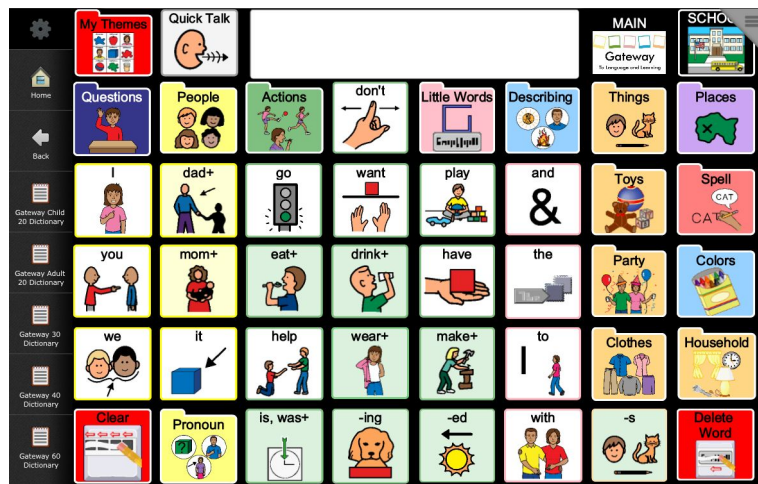 My Themes
Quick Talk
MAIN
Gateway
To Language and Learning
SCHOO
Home
Back
Gateway Child
20 Dictionary
Gateway Adult
20 Dictionary
Gateway 30
Dictionary
Gateway 40
Dictionary
Gateway 60
Dictionary
Questions
People
Actions
don't
Little Words
Describing
Things
Places
I
dad+
go
want
play
and
&
Toys
Spell
CAT
CAT
you
mom+
eat+
drink+
have
the
Party
Colors
we
it
help
wear+
make+
to
Clothes
Household
Clear
Pronoun
?
is, was+
-ing
-ed
with
-s
Delete
Word